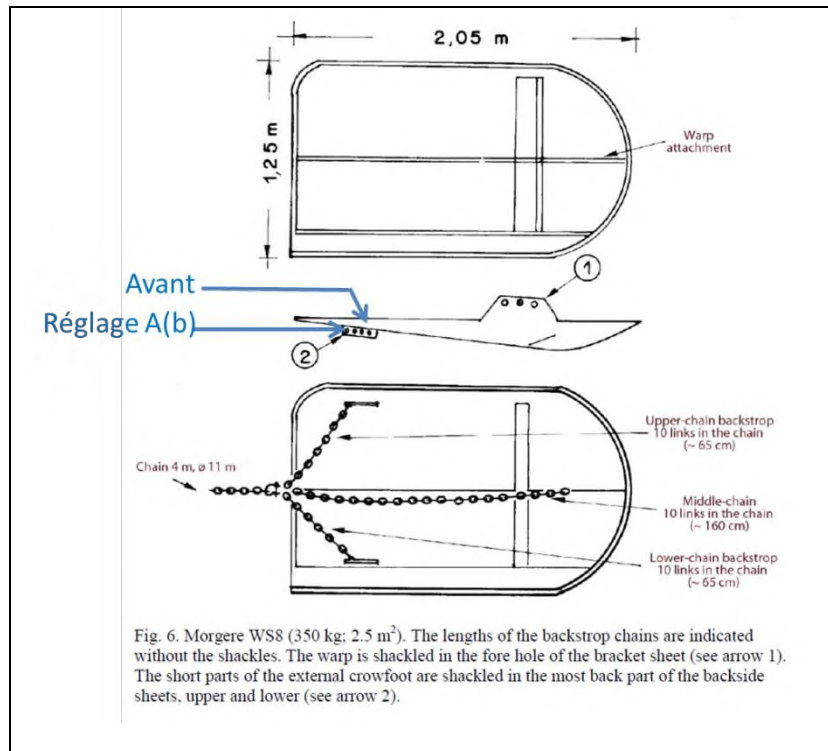 2,05 m
1,25 m
Warp
attachment
Avant
1
Réglage A(b)
2
Upper-chain backstrop
10 links in the chain
(~ 65 cm)
Chain 4 m, ø 11 m
Middle-chain
10 links in the chain
(~ 160 cm)
Lower-chain backstrop
10 links in the chain
(~ 65 cm)
Fig. 6. Morgere WS8 (350 kg; 2.5 m²). The lengths of the backstrop chains are indicated
without the shackles. The warp is shackled in the fore hole of the bracket sheet (see arrow 1).
The short parts of the external crowfoot are shackled in the most back part of the backside
sheets, upper and lower (see arrow 2).